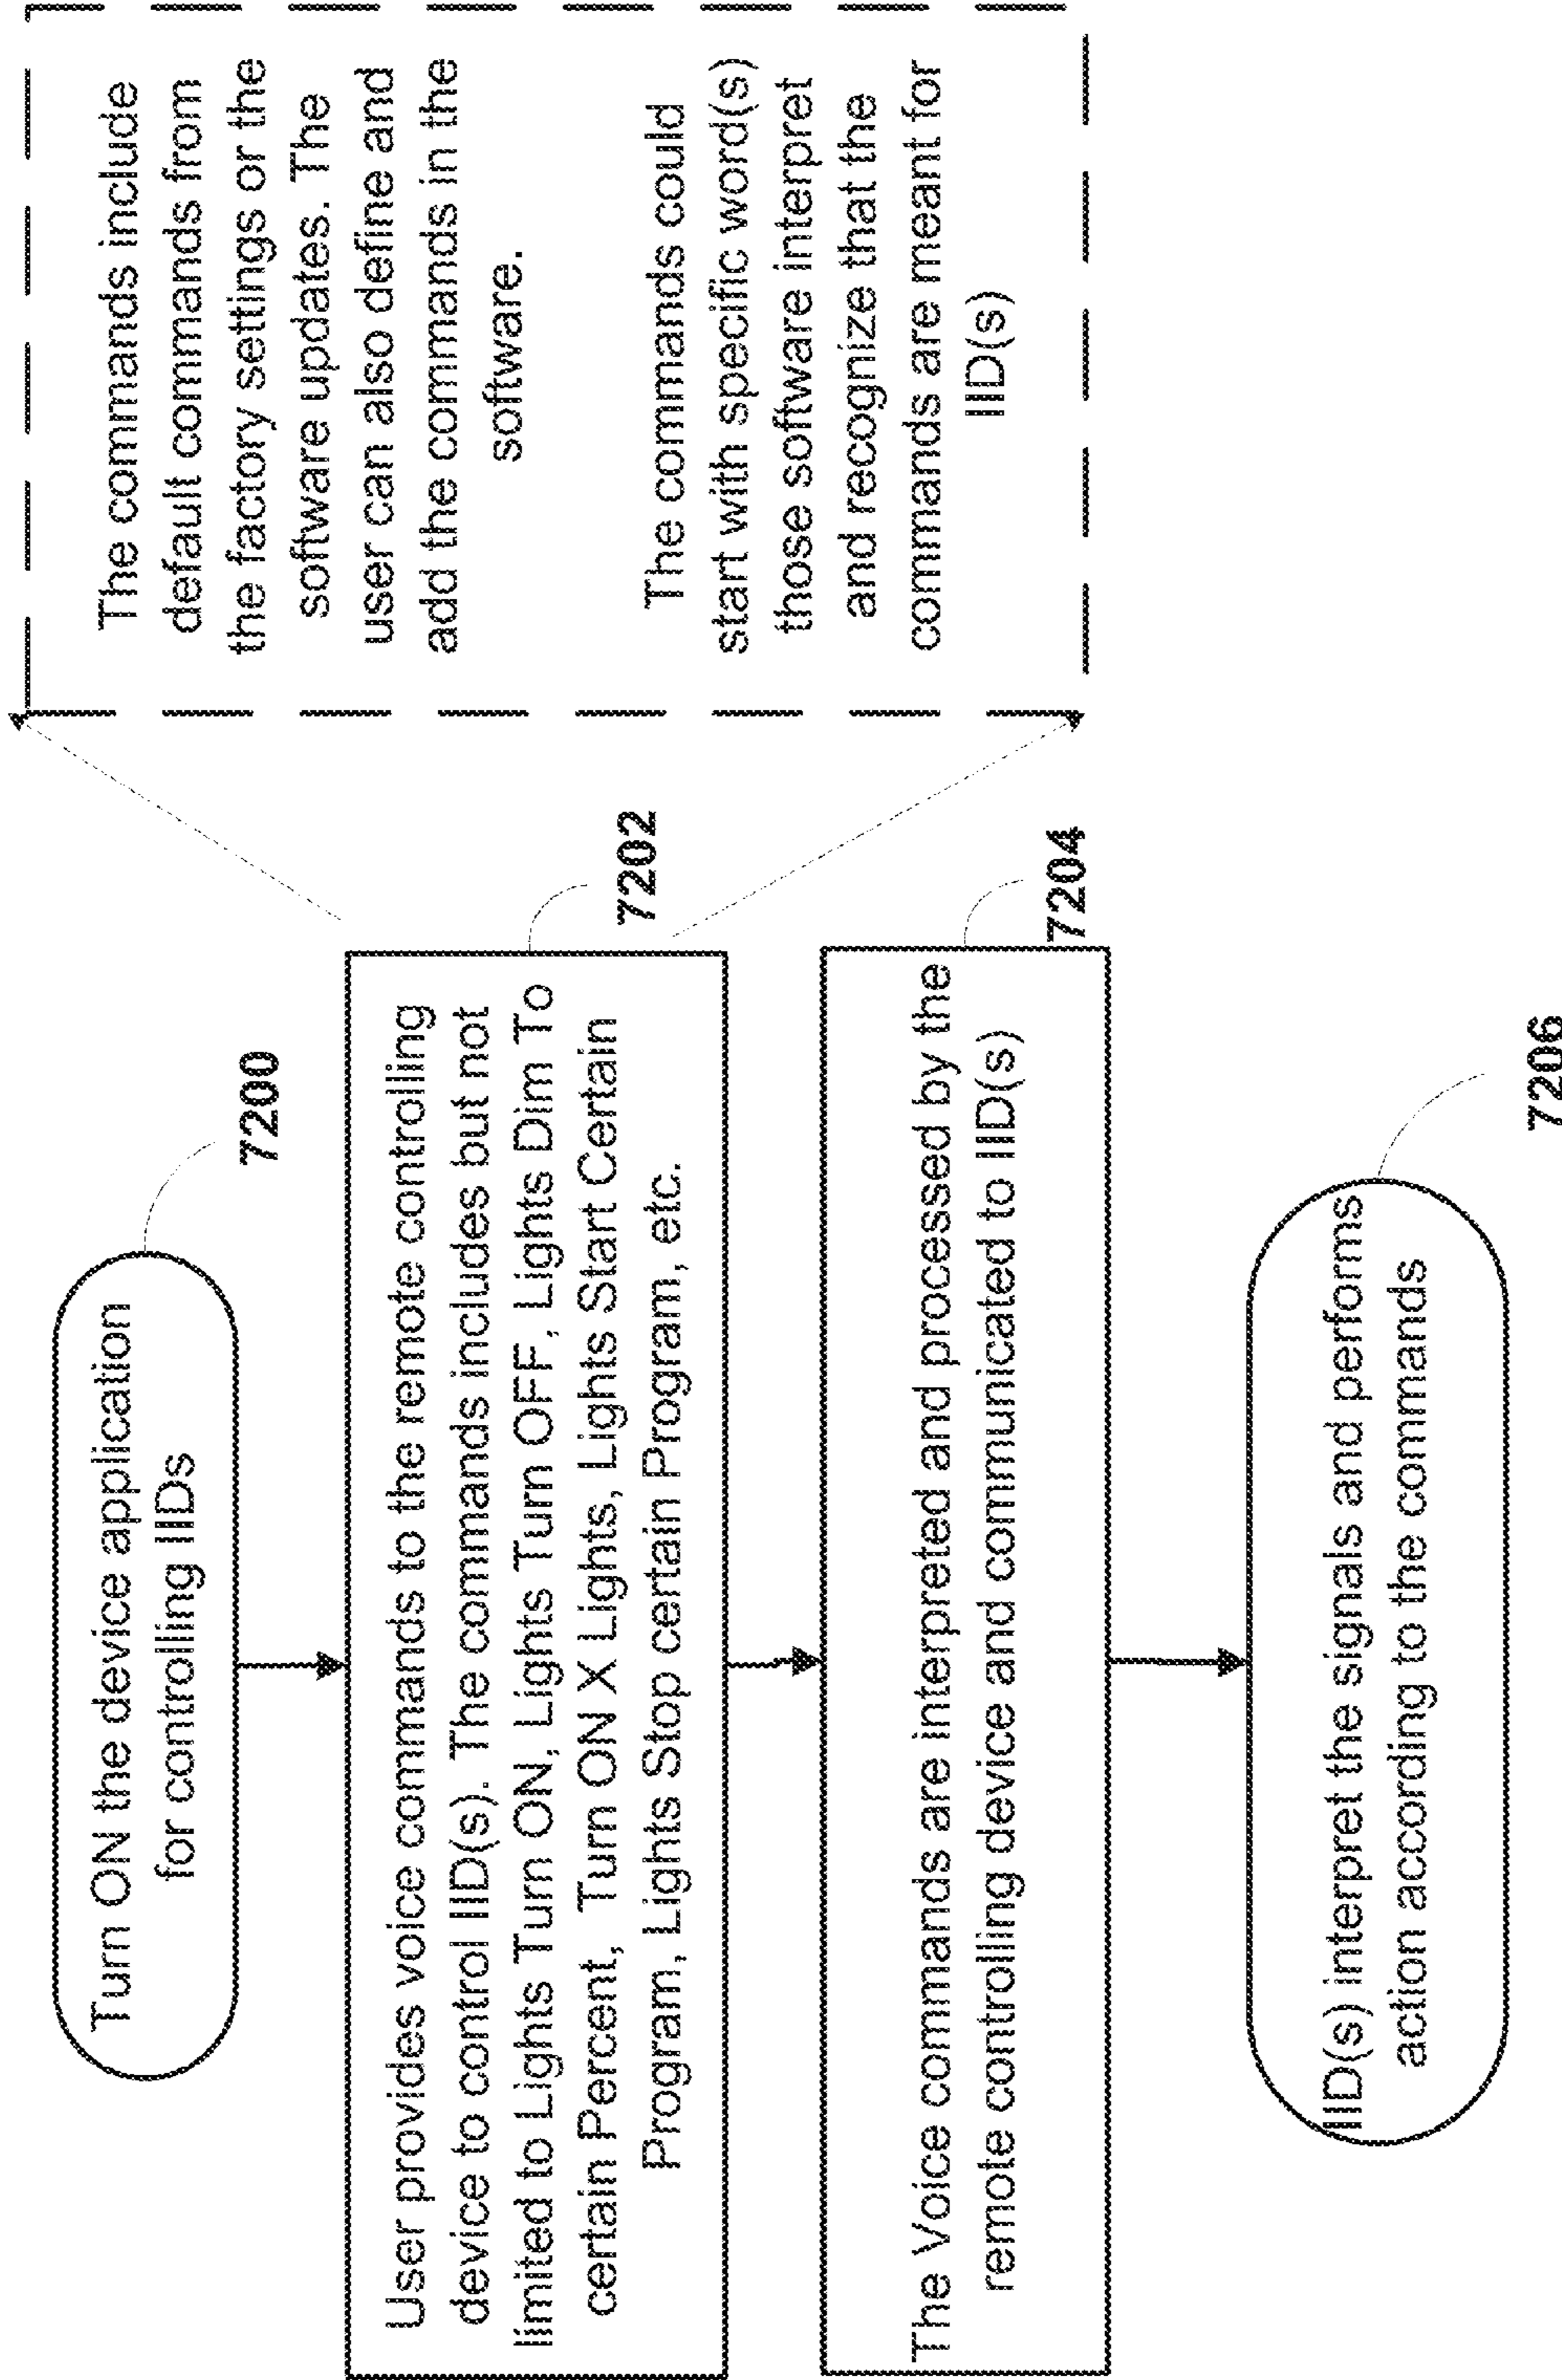 Turn ON the device application
for controlling IIDs
7200
User provides voice commands to the remote controlling
device to control IID(s). The commands includes but not
limited to Lights Turn ON, Lights Turn OFF, Lights Dim To
certain Percent, Turn ON X Lights, Lights Start Certain
Program, Lights Stop certain Program, etc.
7202
The commands include
default commands from
the factory settings or the
software updates. The
user can also define and
add the commands in the
software.
The commands could
start with specific word(s)
those software interpret
and recognize that the
commands are meant for
IID(s)
The Voice commands are interpreted and processed by the
remote controlling device and communicated to IID(s)
7204
IID(s) interpret the signals and performs
action according to the commands
7206